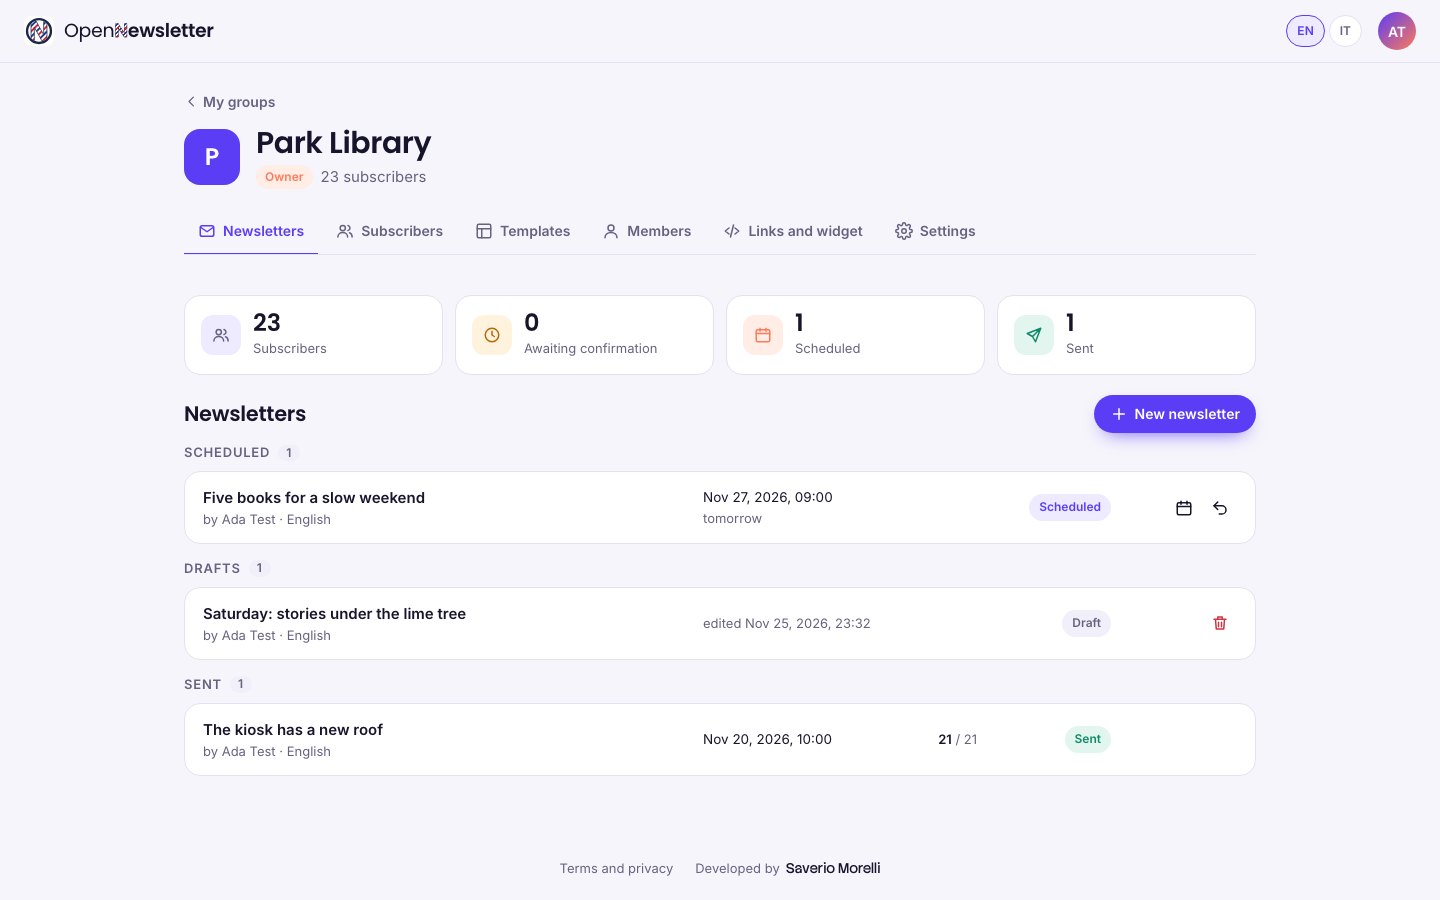 OpenNewsletter
EN
IT
AT
My groups
P
Park Library
Owner
23 subscribers
Newsletters
Subscribers
Templates
Members
Links and widget
Settings
23
Subscribers
0
Awaiting confirmation
1
Scheduled
1
Sent
Newsletters
New newsletter
SCHEDULED 1
Five books for a slow weekend
by Ada Test · English
Nov 27, 2026, 09:00
tomorrow
Scheduled
DRAFTS 1
Saturday: stories under the lime tree
by Ada Test · English
edited Nov 25, 2026, 23:32
Draft
SENT 1
The kiosk has a new roof
by Ada Test · English
Nov 20, 2026, 10:00
21 / 21
Sent
Terms and privacy
Developed by Saverio Morelli